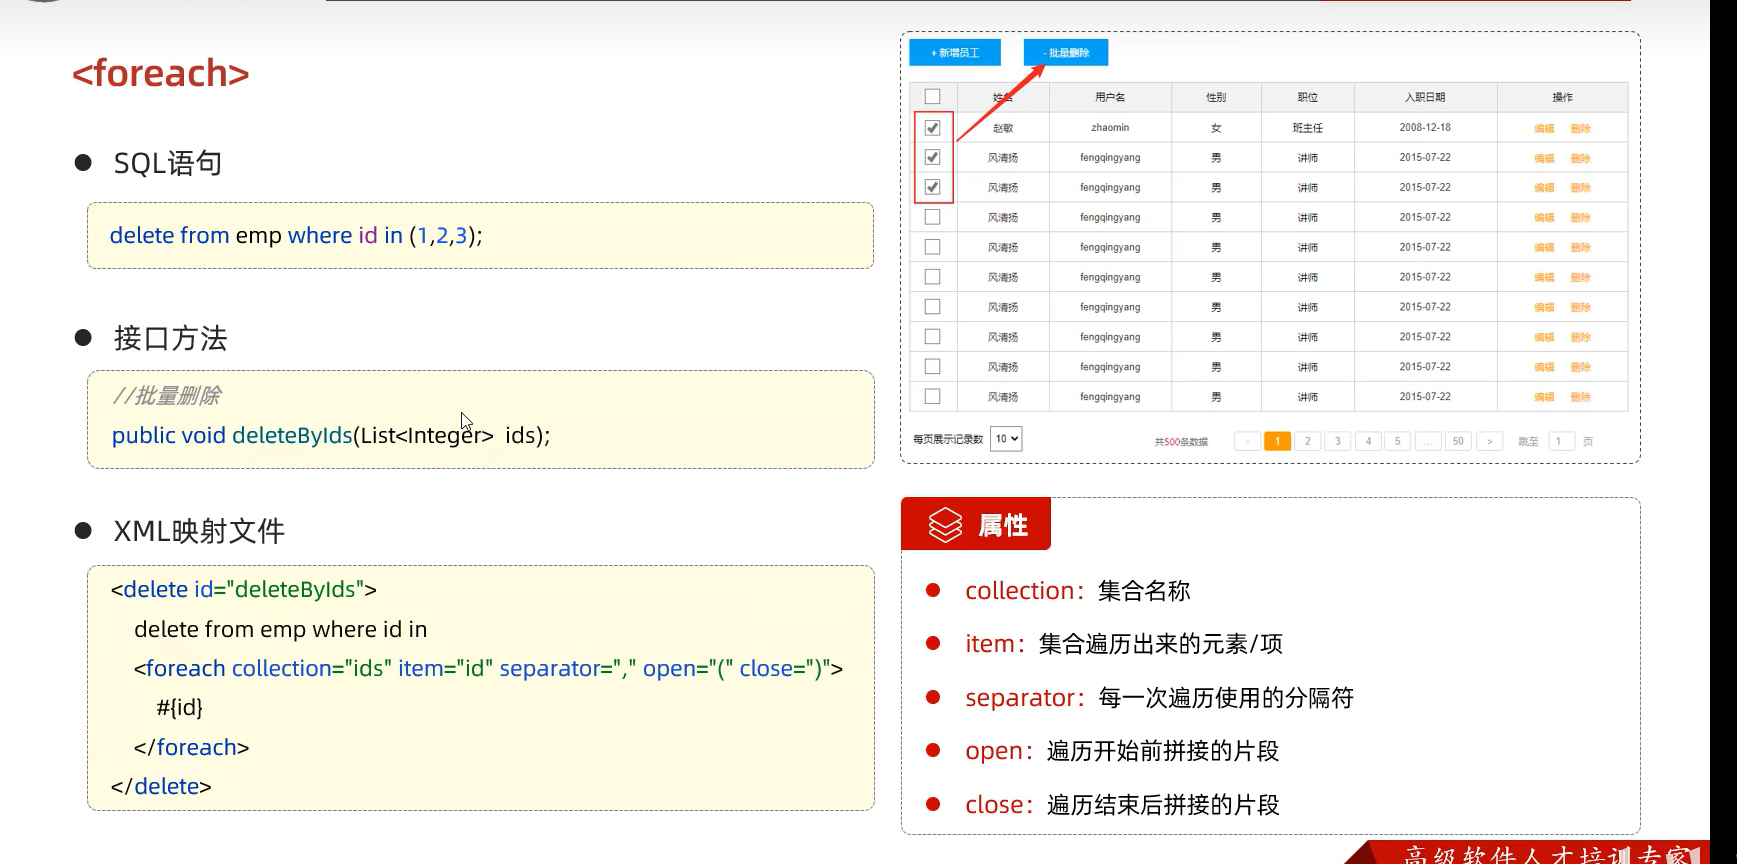 <foreach>
SQL语句
delete from emp where id in (1,2,3);
接口方法
//批量删除
public void deleteByIds(List<Integer> ids);
XML映射文件
<delete id="deleteByIds">
delete from emp where id in
<foreach collection="ids" item="id" separator="," open="(" close=")">
#{id}
</foreach>
</delete>
+ 新增员工 - 批量删除
姓名 用户名 性别 职位 入职日期 操作
赵敏 zhaomin 女 班主任 2008-12-18 编辑 删除
风清扬 fengqingyang 男 讲师 2015-07-22 编辑 删除
风清扬 fengqingyang 男 讲师 2015-07-22 编辑 删除
风清扬 fengqingyang 男 讲师 2015-07-22 编辑 删除
风清扬 fengqingyang 男 讲师 2015-07-22 编辑 删除
风清扬 fengqingyang 男 讲师 2015-07-22 编辑 删除
风清扬 fengqingyang 男 讲师 2015-07-22 编辑 删除
风清扬 fengqingyang 男 讲师 2015-07-22 编辑 删除
风清扬 fengqingyang 男 讲师 2015-07-22 编辑 删除
风清扬 fengqingyang 男 讲师 2015-07-22 编辑 删除
每页展示记录数 10 共500条数据 < 1 2 3 4 5 ... 50 > 跳至 1 页
属性
collection：集合名称
item：集合遍历出来的元素/项
separator：每一次遍历使用的分隔符
open：遍历开始前拼接的片段
close：遍历结束后拼接的片段
高级软件人才培训专家